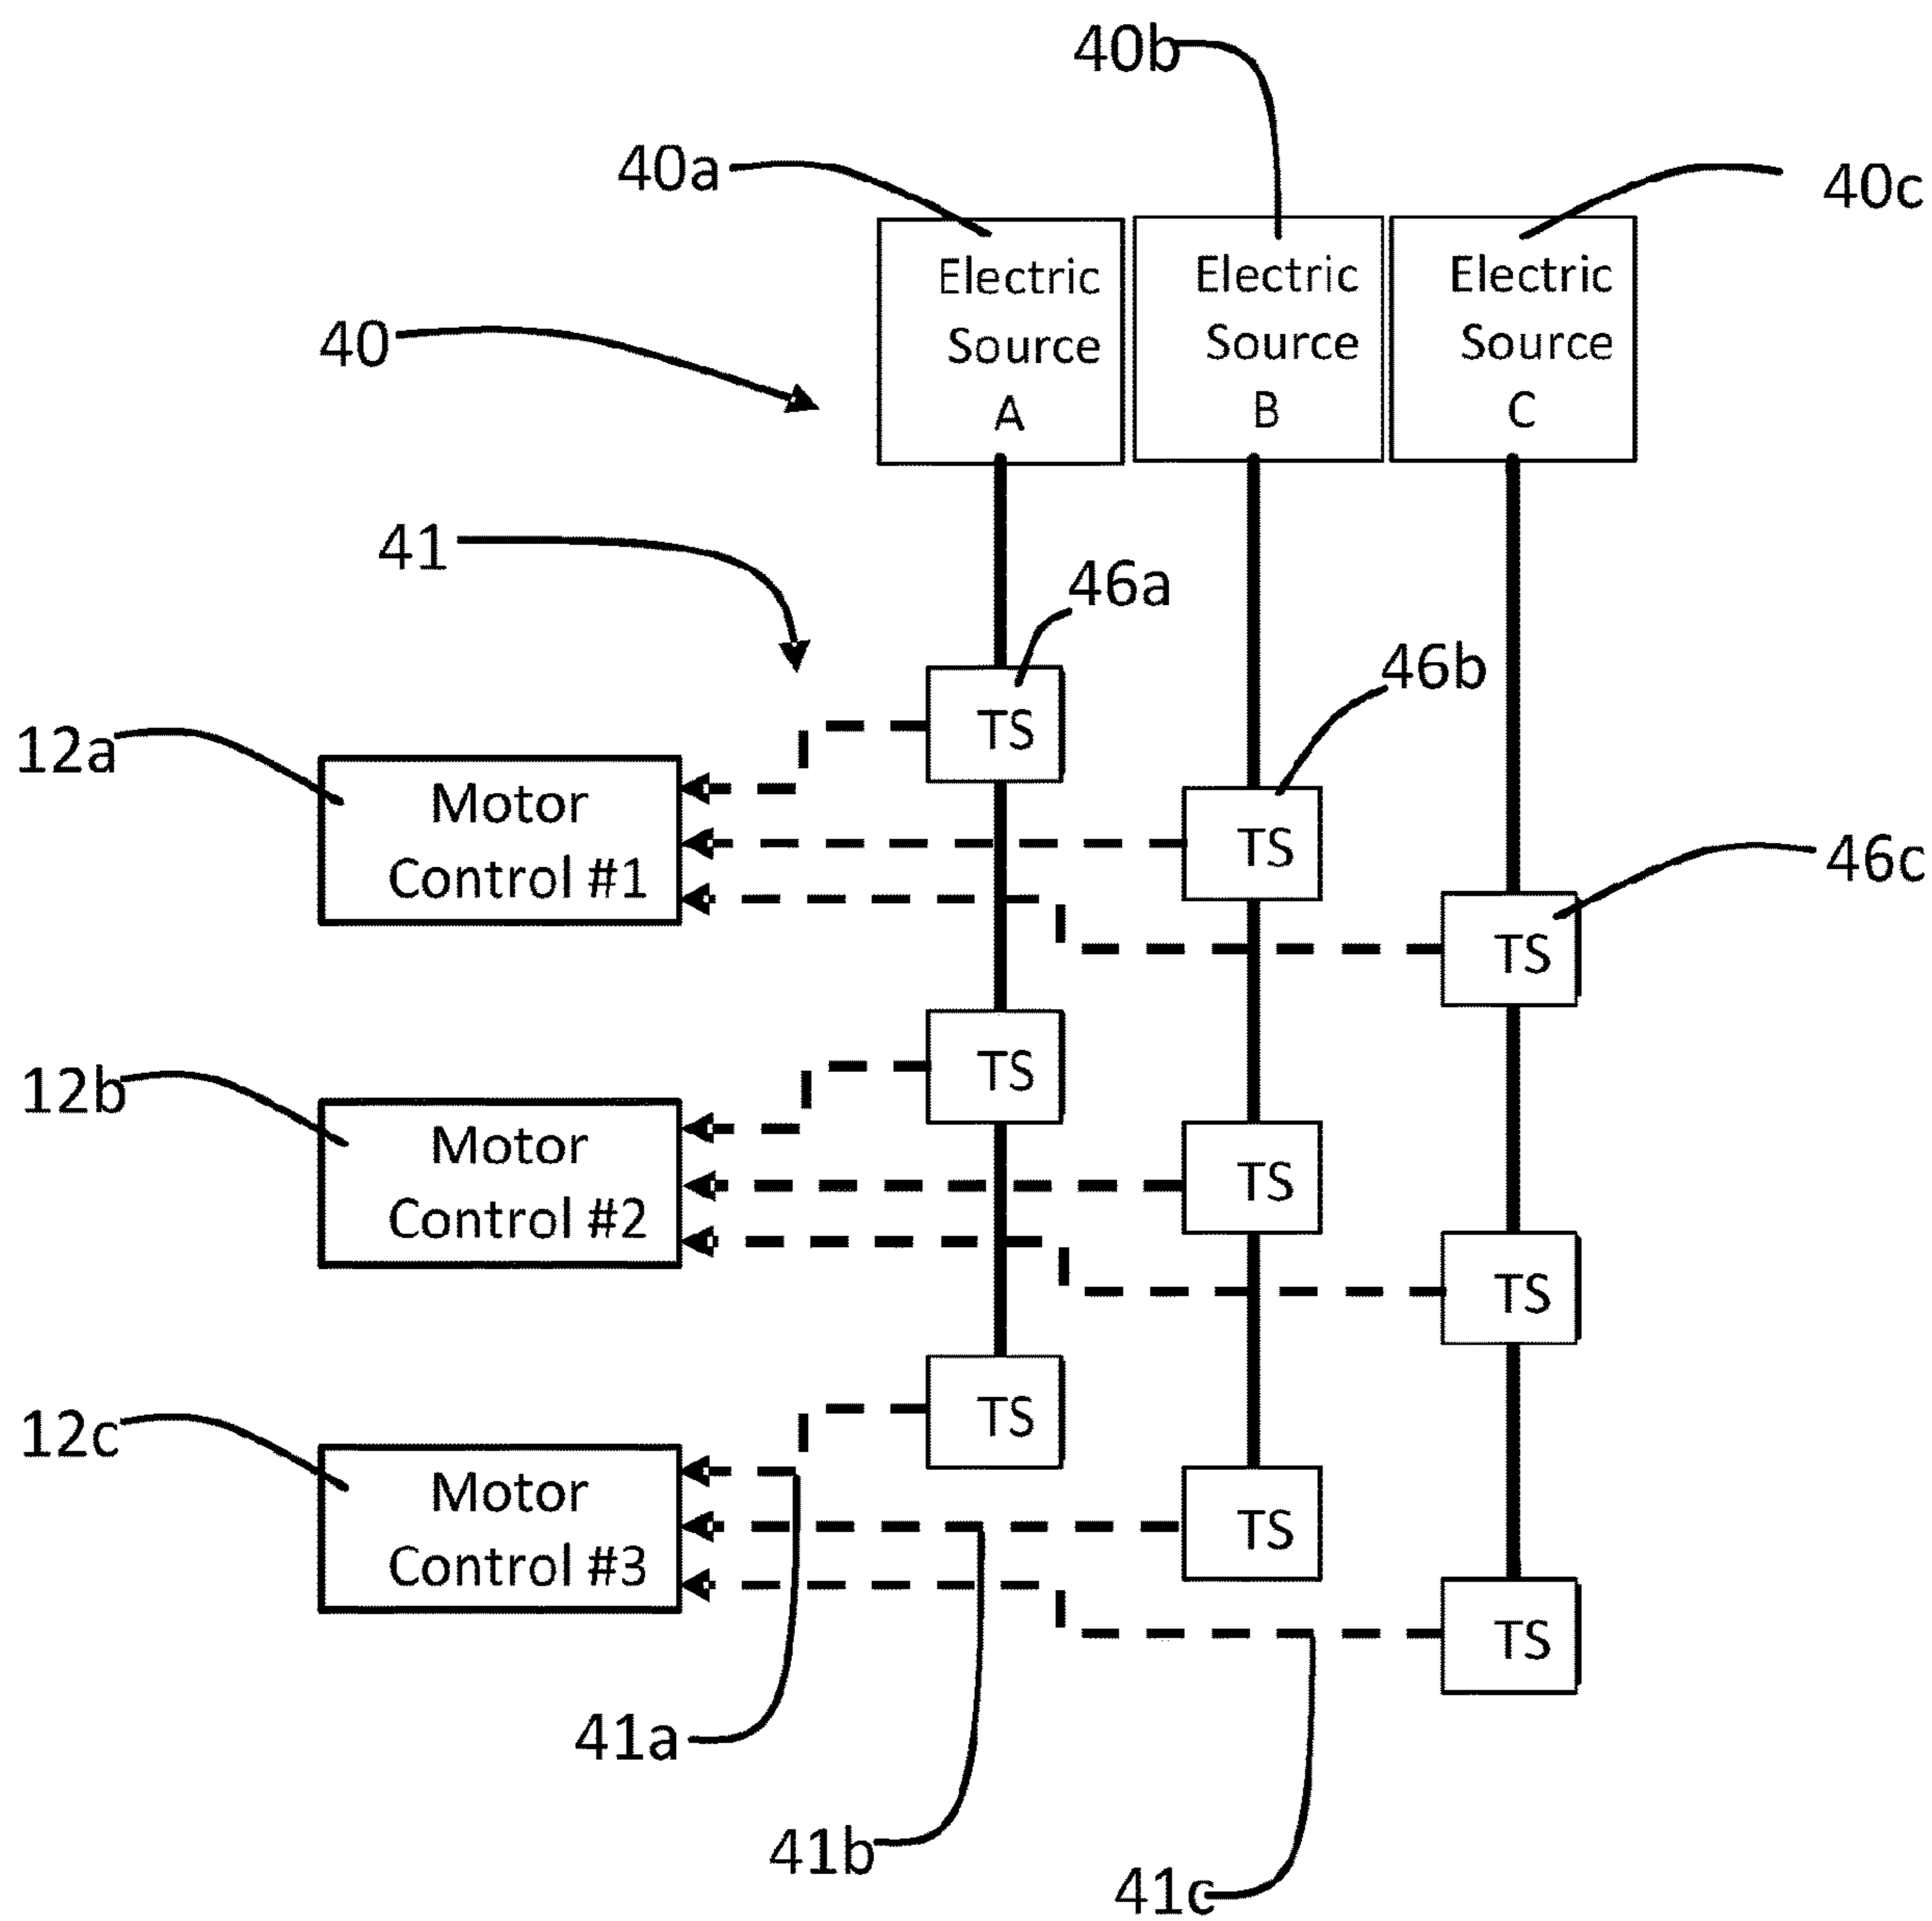 40b
40a
40c
Electric
Source
A
Electric
Source
B
Electric
Source
C
40
41
46a
46b
46c
TS
TS
TS
12a
Motor
Control #1
TS
TS
TS
12b
Motor
Control #2
TS
TS
TS
12c
Motor
Control #3
41a
41b
41c